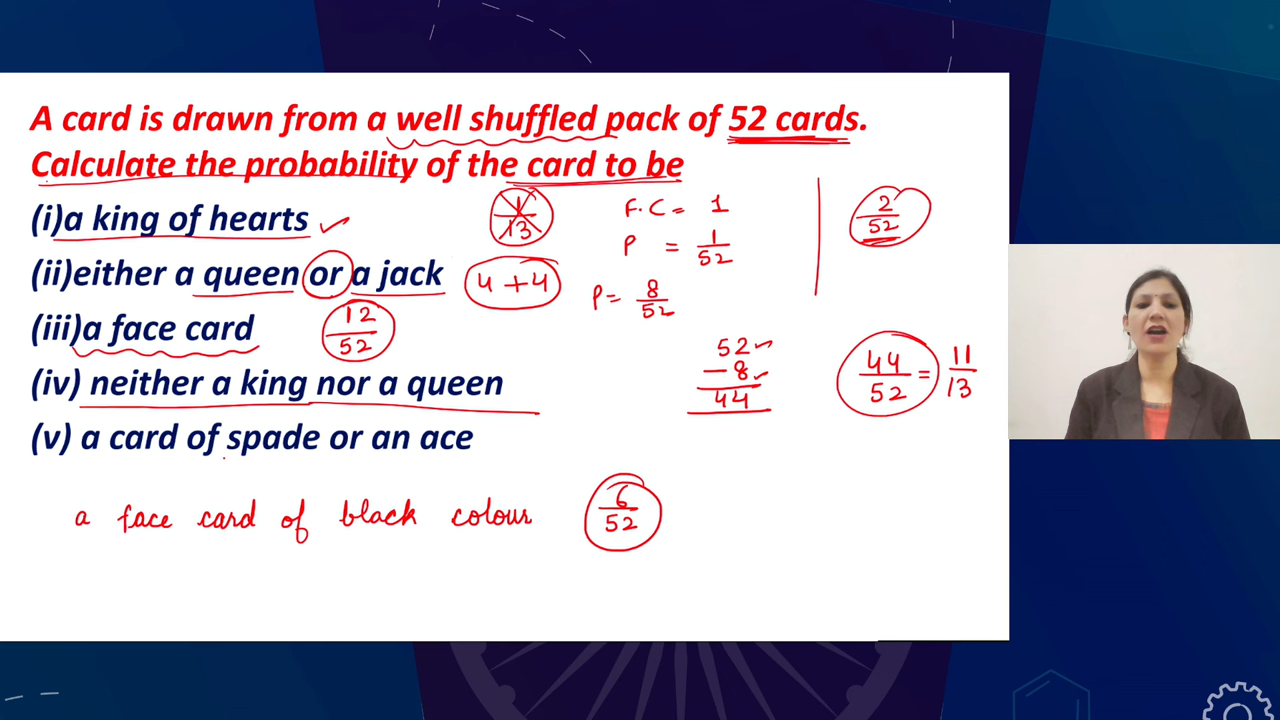 A card is drawn from a well shuffled pack of 52 cards.
Calculate the probability of the card to be
(i)a king of hearts
1/13
F.C = 1
P = 1/52
2/52
(ii)either a queen or a jack
4 + 4
P = 8/52
(iii)a face card
12/52
52
- 8
44
44/52 = 11/13
(iv) neither a king nor a queen
(v) a card of spade or an ace
a face card of black colour
6/52